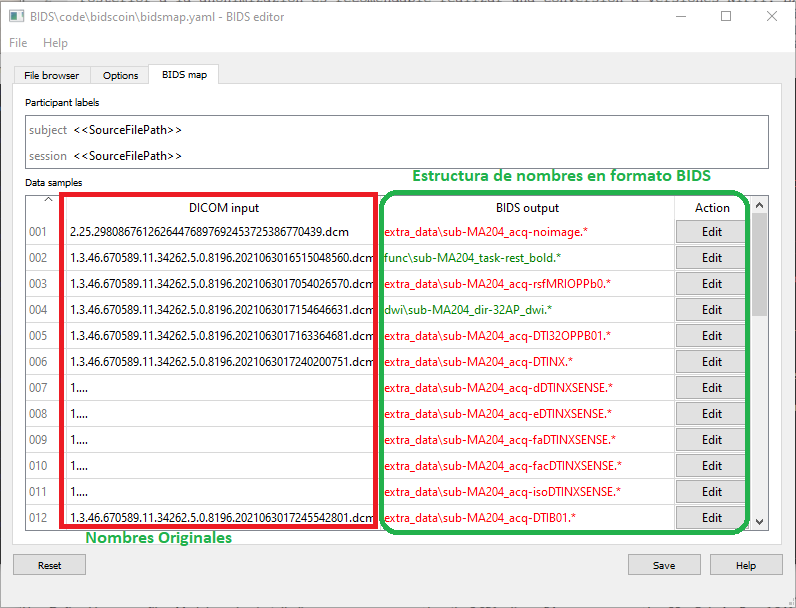 BIDS\code\bidscoin\bidsmap.yaml - BIDS editor
File Help
File browser Options BIDS map
Participant labels
subject <<SourceFilePath>>
session <<SourceFilePath>>
Estructura de nombres en formato BIDS
Data samples
DICOM input BIDS output Action
001 2.25.298086761262644768976924537253867​70439.dcm extra_data\sub-MA204_acq-noimage.* Edit
002 1.3.46.670589.11.34262.5.0.8196.2021063016515048560.dcm func\sub-MA204_task-rest_bold.* Edit
003 1.3.46.670589.11.34262.5.0.8196.2021063017054026570.dcm extra_data\sub-MA204_acq-rsfMRIOPPb0.* Edit
004 1.3.46.670589.11.34262.5.0.8196.2021063017154646631.dcm dwi\sub-MA204_dir-32AP_dwi.* Edit
005 1.3.46.670589.11.34262.5.0.8196.2021063017163364681.dcm extra_data\sub-MA204_acq-DTI32OPPB01.* Edit
006 1.3.46.670589.11.34262.5.0.8196.2021063017240200751.dcm extra_data\sub-MA204_acq-DTINX.* Edit
007 1.... extra_data\sub-MA204_acq-dDTINXSENSE.* Edit
008 1.... extra_data\sub-MA204_acq-eDTINXSENSE.* Edit
009 1.... extra_data\sub-MA204_acq-faDTINXSENSE.* Edit
010 1.... extra_data\sub-MA204_acq-facDTINXSENSE.* Edit
011 1.... extra_data\sub-MA204_acq-isoDTINXSENSE.* Edit
012 1.3.46.670589.11.34262.5.0.8196.2021063017245542801.dcm extra_data\sub-MA204_acq-DTIB01.* Edit
Nombres Originales
Reset Save Help